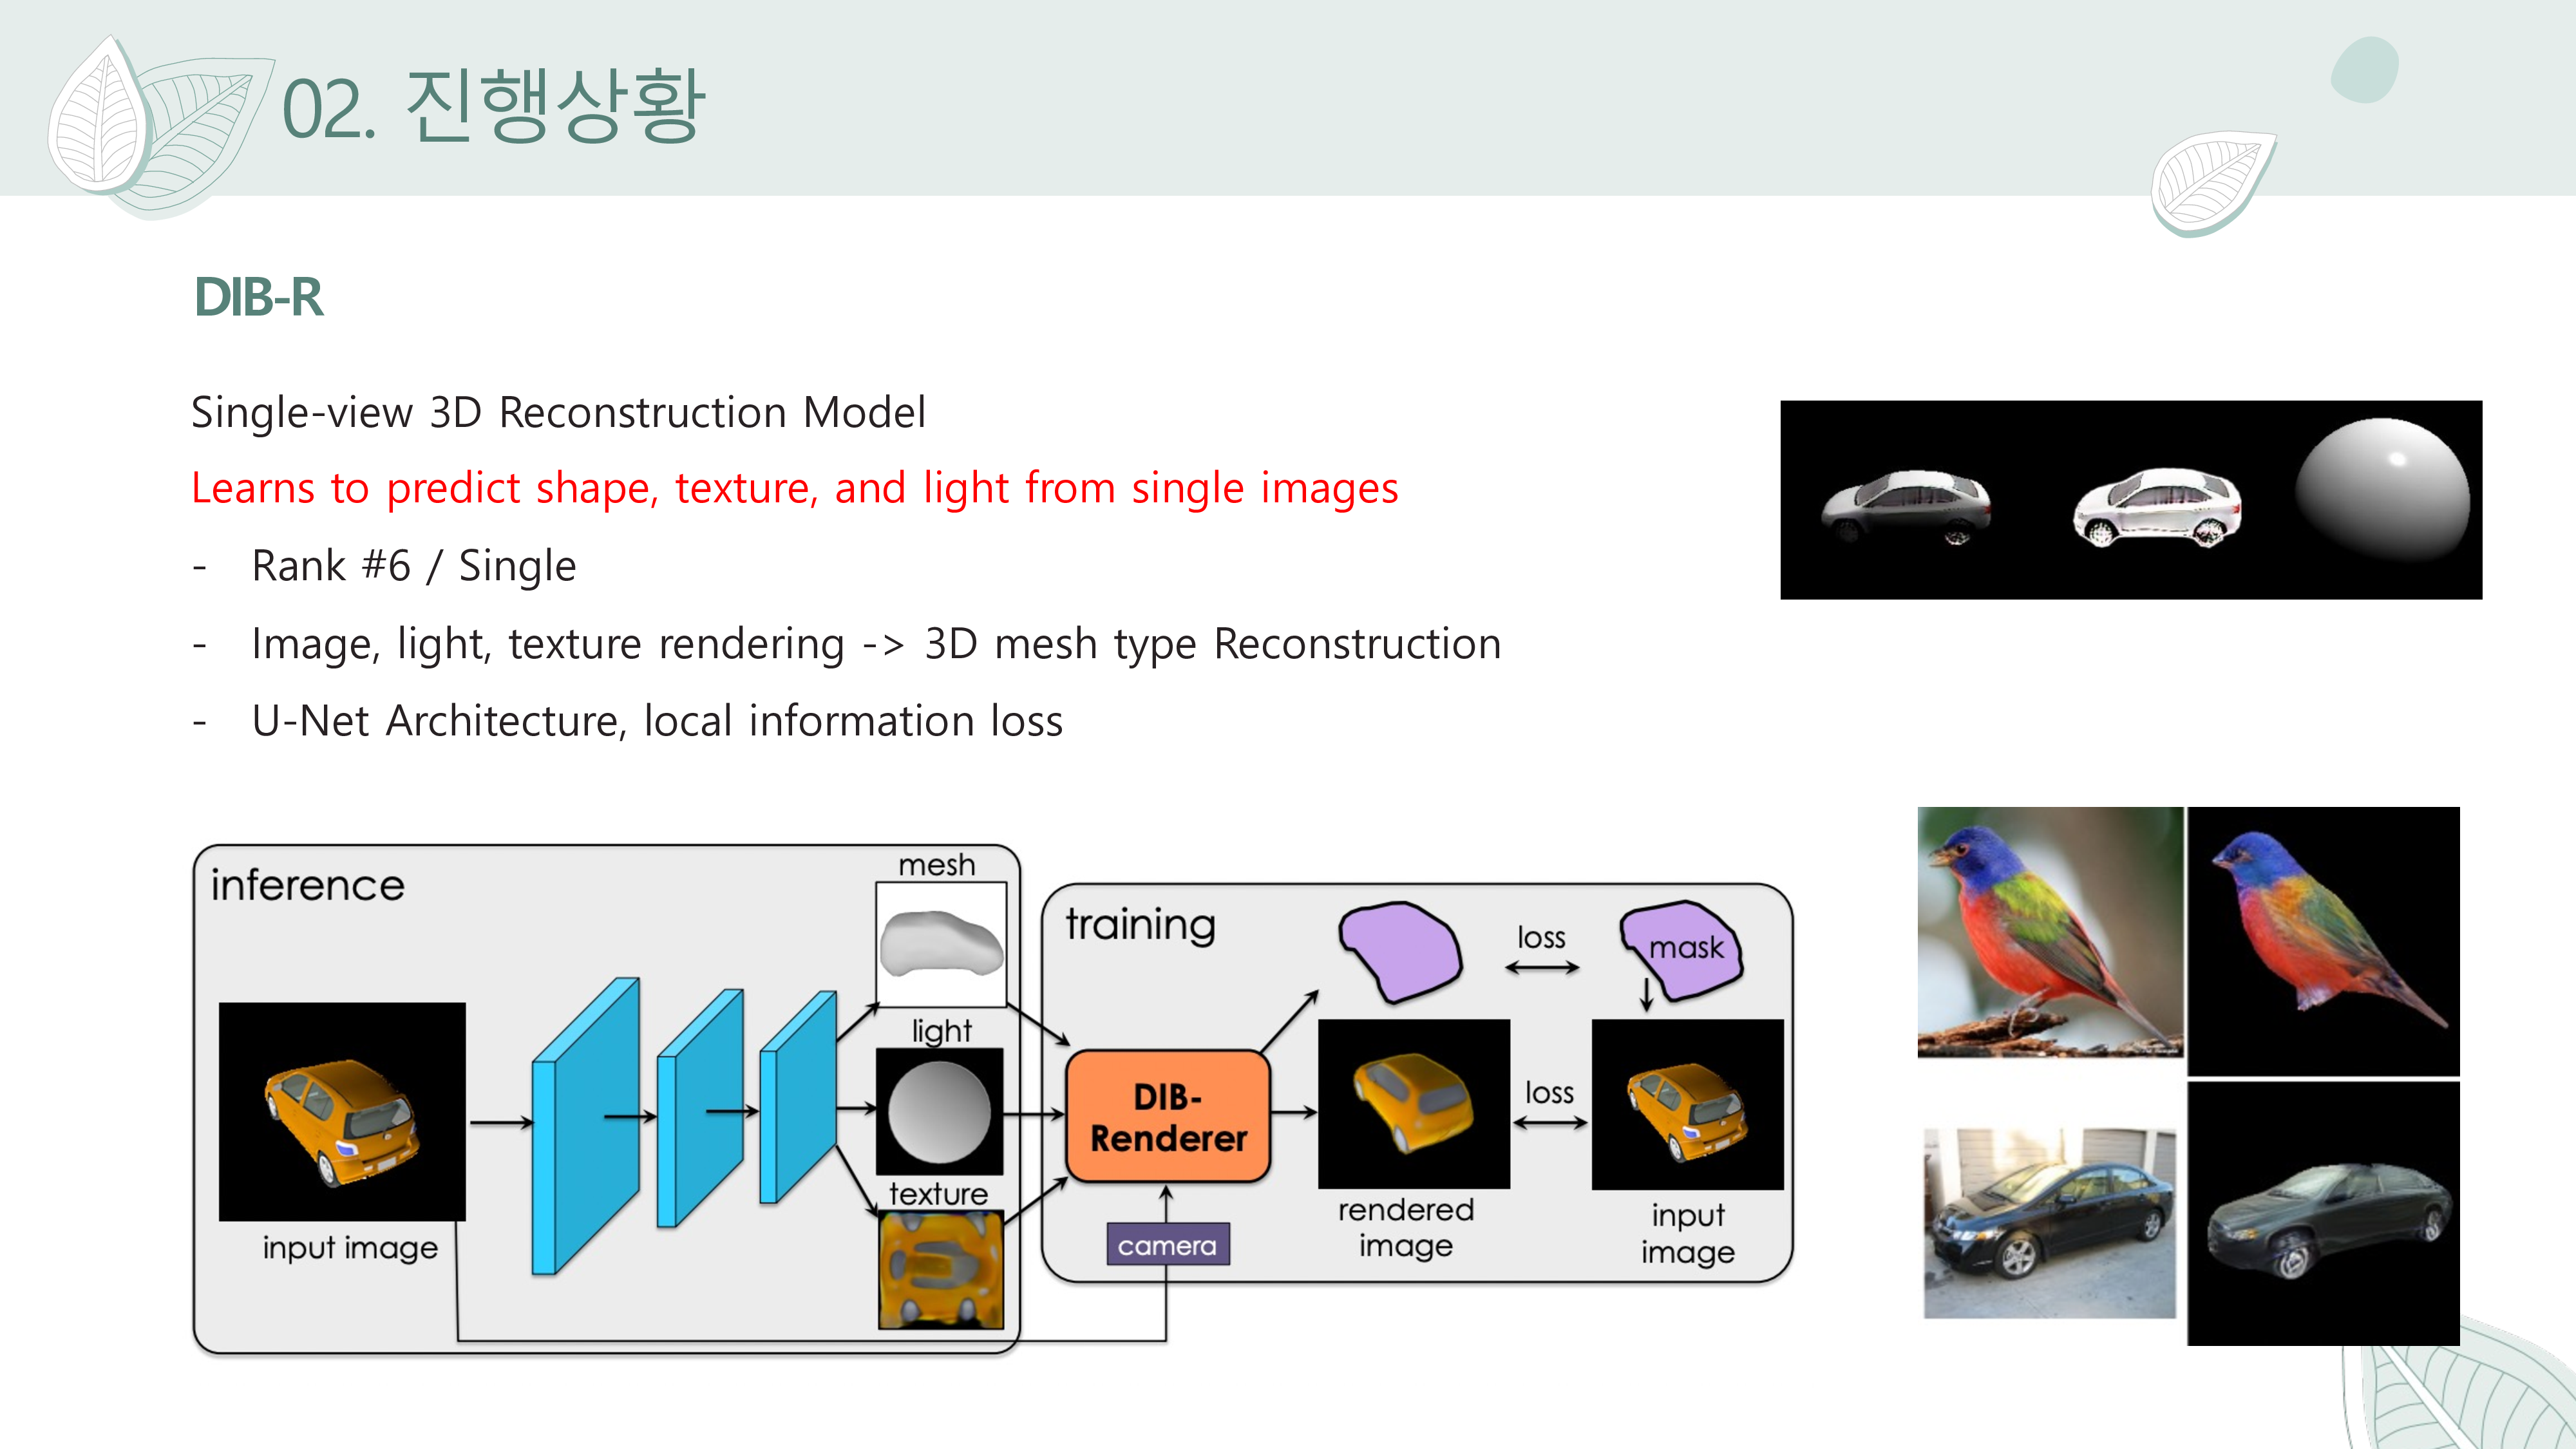 02. 진행상황
DIB-R
Single-view 3D Reconstruction Model
Learns to predict shape, texture, and light from single images
- Rank #6 / Single
- Image, light, texture rendering -> 3D mesh type Reconstruction
- U-Net Architecture, local information loss
inference
mesh
light
texture
input image
training
loss
mask
DIB-
Renderer
loss
camera
rendered
image
input
image